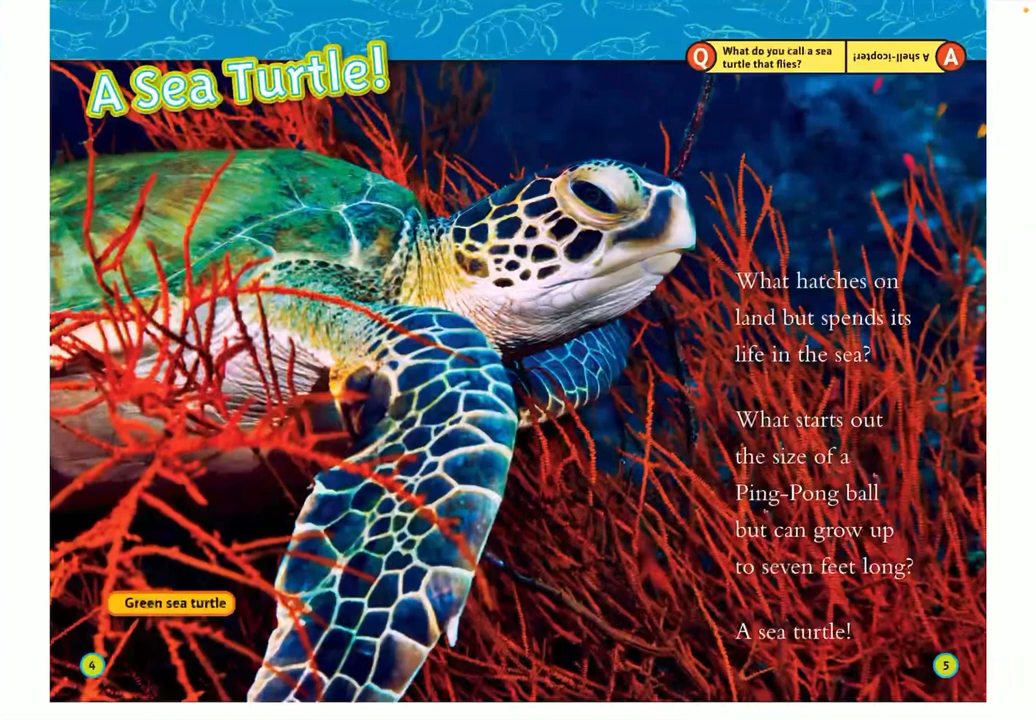 A Sea Turtle!
Q
What do you call a sea
turtle that flies?
A shell-icopter!
A
What hatches on
land but spends its
life in the sea?
What starts out
the size of a
Ping-Pong ball
but can grow up
to seven feet long?
A sea turtle!
Green sea turtle
4
5